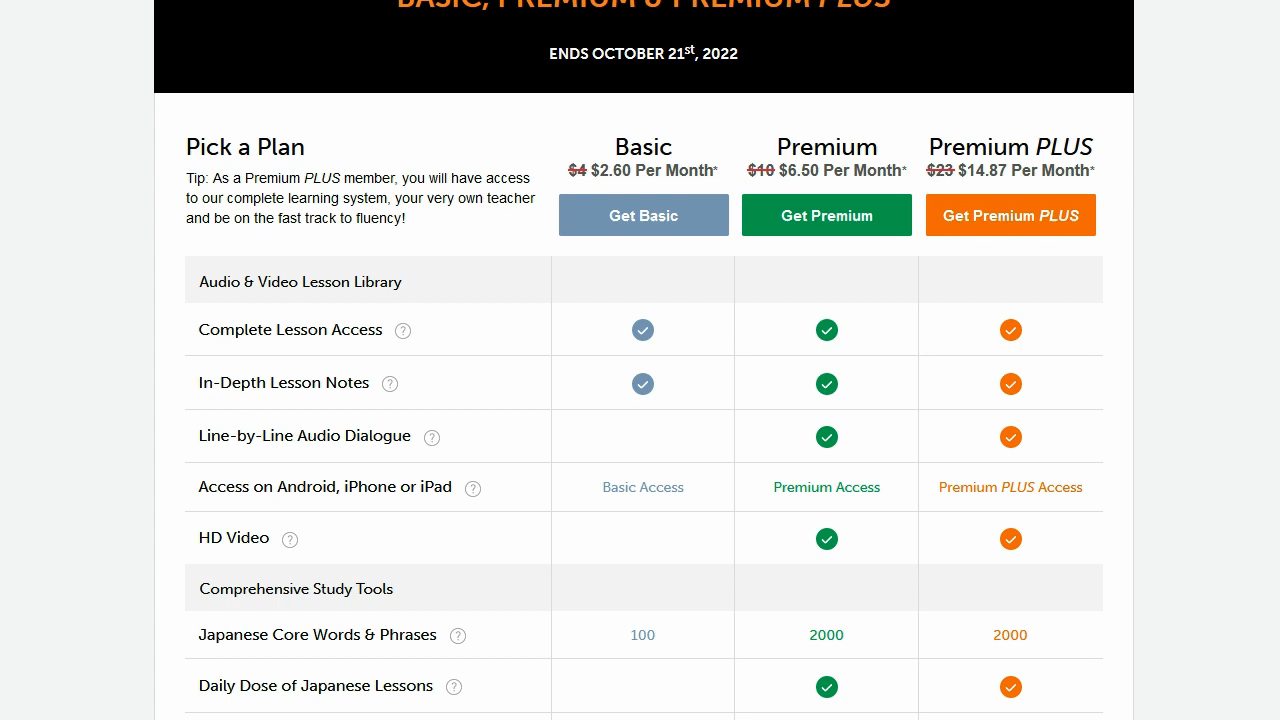 BASIC, PREMIUM & PREMIUM PLUS
ENDS OCTOBER 21st, 2022
Pick a Plan
Tip: As a Premium PLUS member, you will have access
to our complete learning system, your very own teacher
and be on the fast track to fluency!
Basic
$4 $2.60 Per Month*
Get Basic
Premium
$10 $6.50 Per Month*
Get Premium
Premium PLUS
$23 $14.87 Per Month*
Get Premium PLUS
Audio & Video Lesson Library
Complete Lesson Access ?
In-Depth Lesson Notes ?
Line-by-Line Audio Dialogue ?
Access on Android, iPhone or iPad ? Basic Access Premium Access Premium PLUS Access
HD Video ?
Comprehensive Study Tools
Japanese Core Words & Phrases ? 100 2000 2000
Daily Dose of Japanese Lessons ?